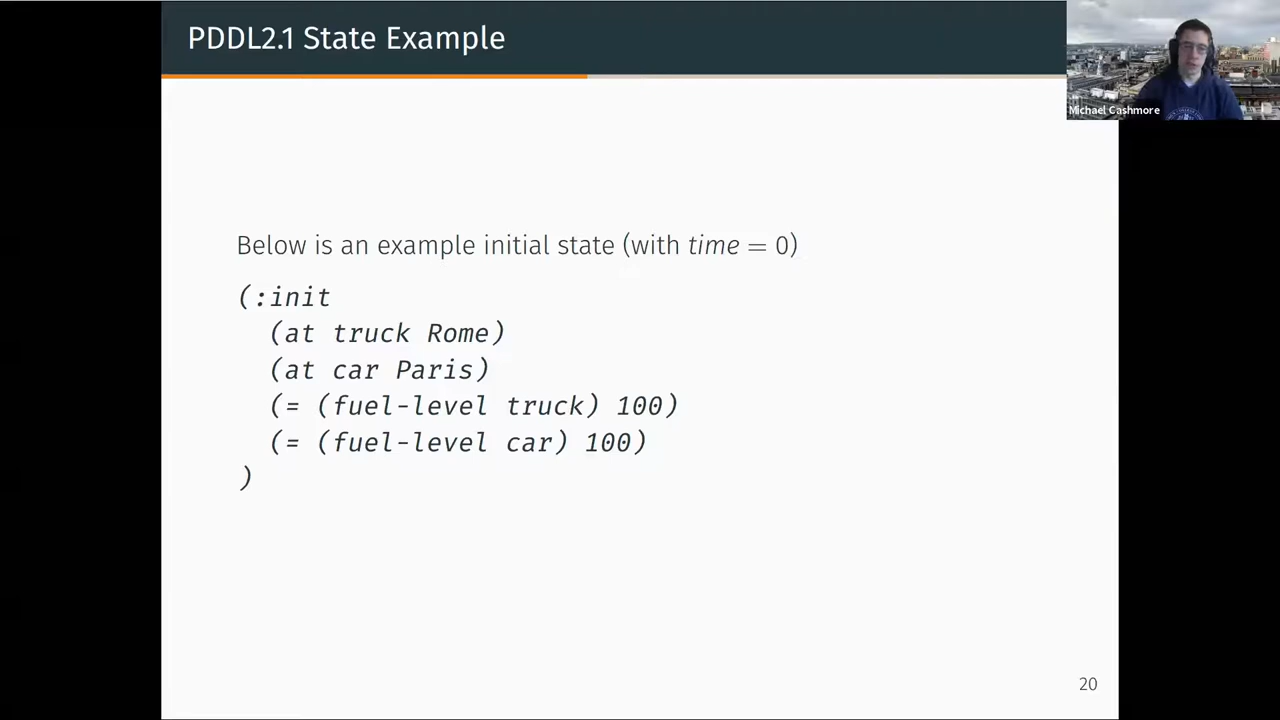 PDDL2.1 State Example
Michael Cashmore
Below is an example initial state (with time = 0)
(:init
(at truck Rome)
(at car Paris)
(= (fuel-level truck) 100)
(= (fuel-level car) 100)
)
20